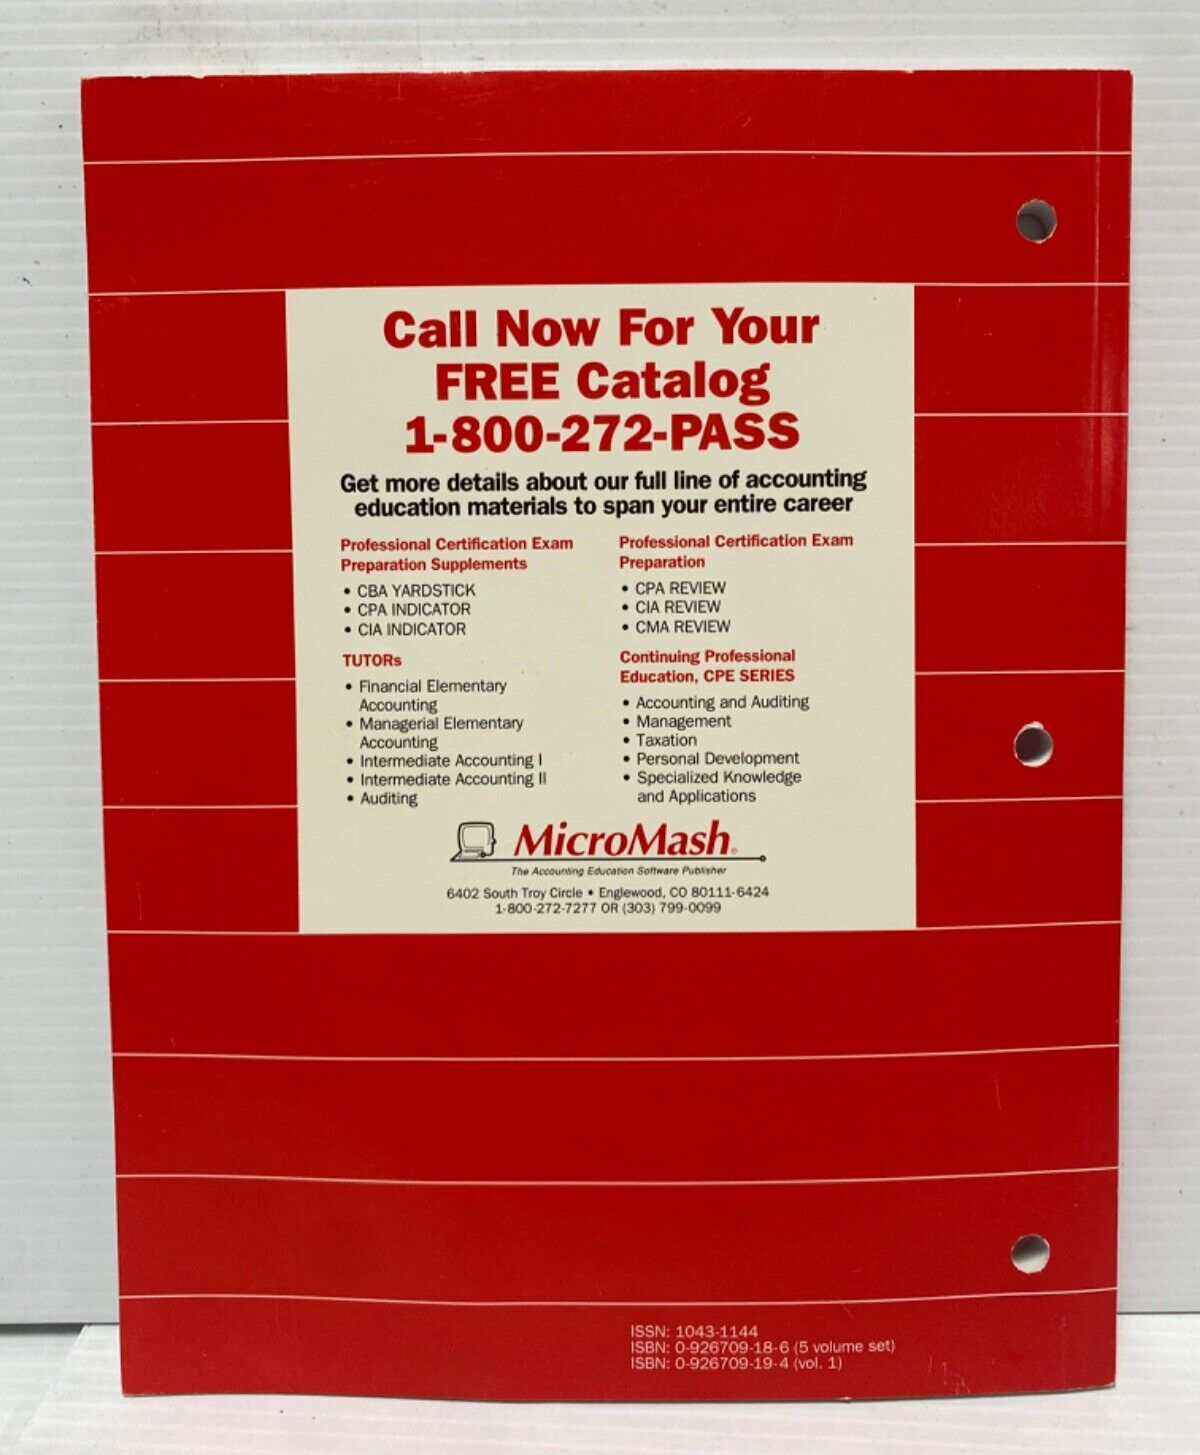 Call Now For Your
FREE Catalog
1-800-272-PASS
Get more details about our full line of accounting
education materials to span your entire career
Professional Certification Exam
Preparation Supplements
• CBA YARDSTICK
• CPA INDICATOR
• CIA INDICATOR
TUTORs
• Financial Elementary
Accounting
• Managerial Elementary
Accounting
• Intermediate Accounting I
• Intermediate Accounting II
• Auditing
Professional Certification Exam
Preparation
• CPA REVIEW
• CIA REVIEW
• CMA REVIEW
Continuing Professional
Education, CPE SERIES
• Accounting and Auditing
• Management
• Taxation
• Personal Development
• Specialized Knowledge
and Applications
MicroMash®
The Accounting Education Software Publisher
6402 South Troy Circle • Englewood, CO 80111-6424
1-800-272-7277 OR (303) 799-0099
ISSN: 1043-1144
ISBN: 0-926709-18-6 (5 volume set)
ISBN: 0-926709-19-4 (vol. 1)